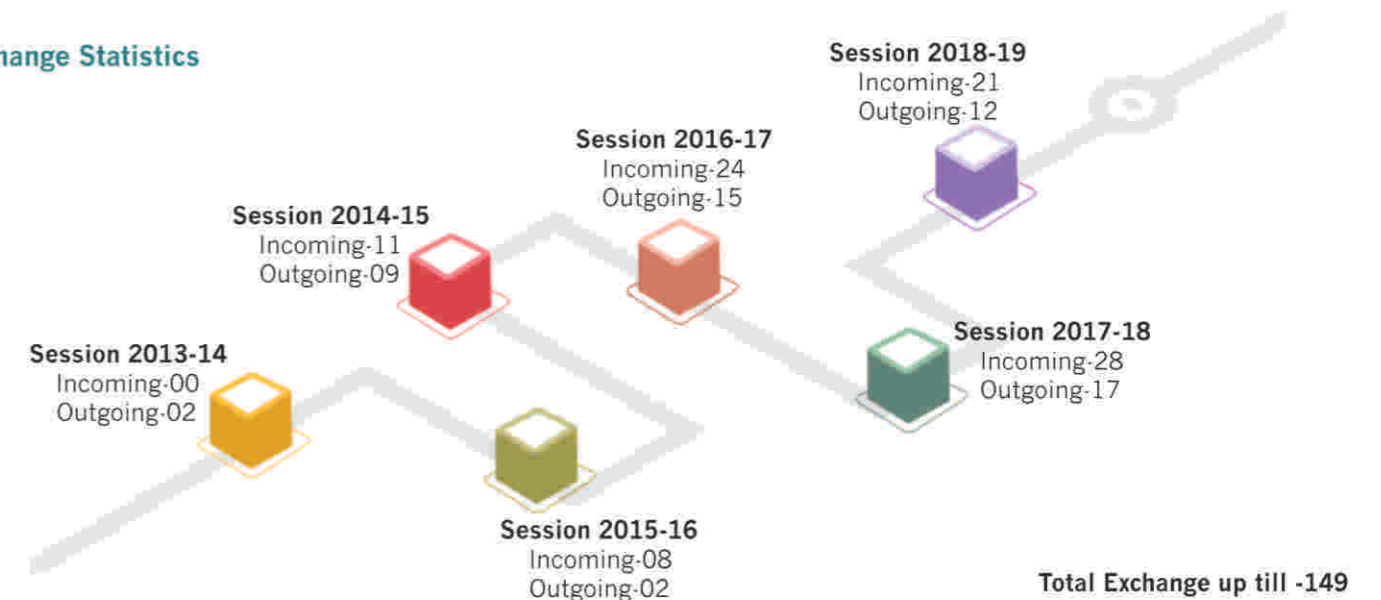 hange Statistics
Session 2018-19
Incoming-21
Outgoing-12
Session 2016-17
Incoming-24
Outgoing-15
Session 2014-15
Incoming-11
Outgoing-09
Session 2017-18
Incoming-28
Outgoing-17
Session 2013-14
Incoming-00
Outgoing-02
Session 2015-16
Incoming-08
Outgoing-02
Total Exchange up till -149